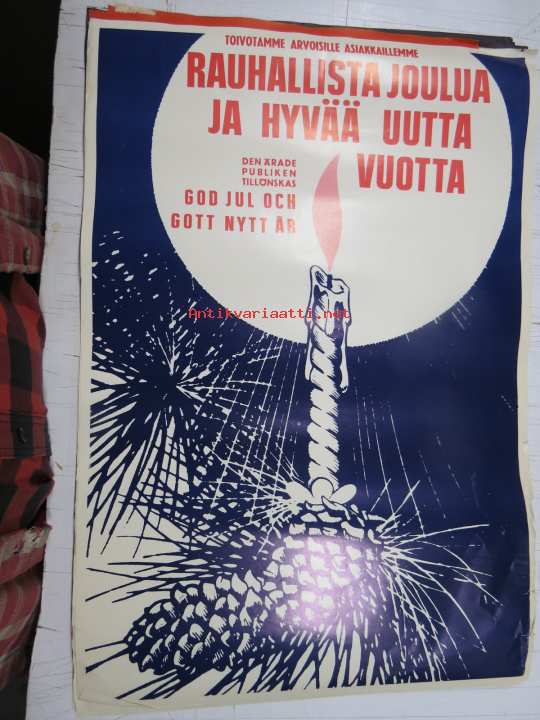 TOIVOTAMME ARVOISILLE ASIAKKAILLEMME
RAUHALLISTA JOULUA
JA HYVÄÄ UUTTA
VUOTTA
DEN ÄRADE
PUBLIKEN
TILLÖNSKAS
GOD JUL OCH
GOTT NYTT ÅR
Antikvariaatti.net